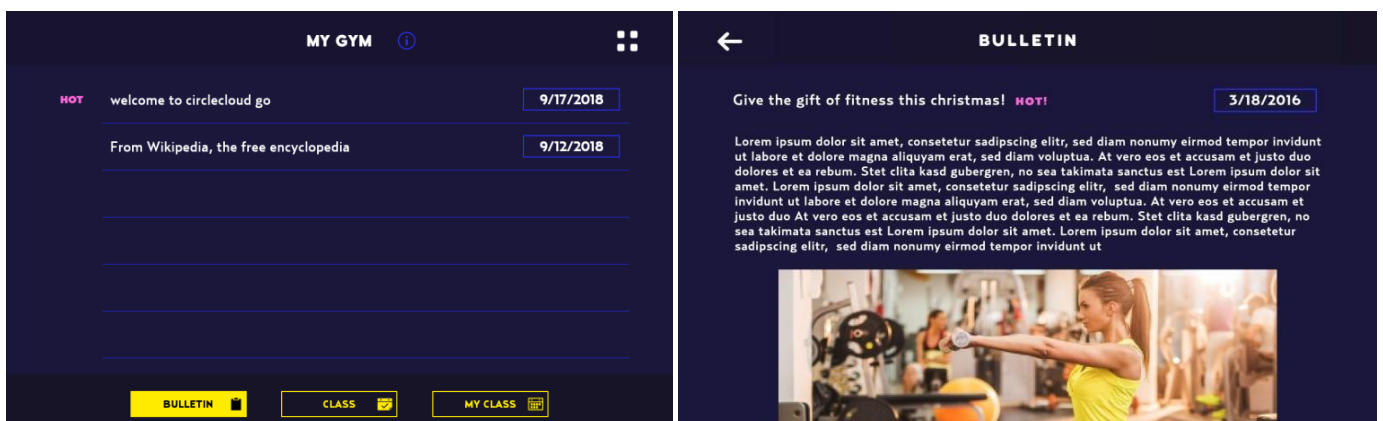 MY GYM
HOT welcome to circlecloud go 9/17/2018
From Wikipedia, the free encyclopedia 9/12/2018
BULLETIN CLASS MY CLASS
BULLETIN
Give the gift of fitness this christmas! HOT! 3/18/2016
Lorem ipsum dolor sit amet, consetetur sadipscing elitr, sed diam nonumy eirmod tempor invidunt
ut labore et dolore magna aliquyam erat, sed diam voluptua. At vero eos et accusam et justo duo
dolores et ea rebum. Stet clita kasd gubergren, no sea takimata sanctus est Lorem ipsum dolor sit
amet. Lorem ipsum dolor sit amet, consetetur sadipscing elitr, sed diam nonumy eirmod tempor
invidunt ut labore et dolore magna aliquyam erat, sed diam voluptua. At vero eos et accusam et
justo duo At vero eos et accusam et justo duo dolores et ea rebum. Stet clita kasd gubergren, no
sea takimata sanctus est Lorem ipsum dolor sit amet. Lorem ipsum dolor sit amet, consetetur
sadipscing elitr, sed diam nonumy eirmod tempor invidunt ut